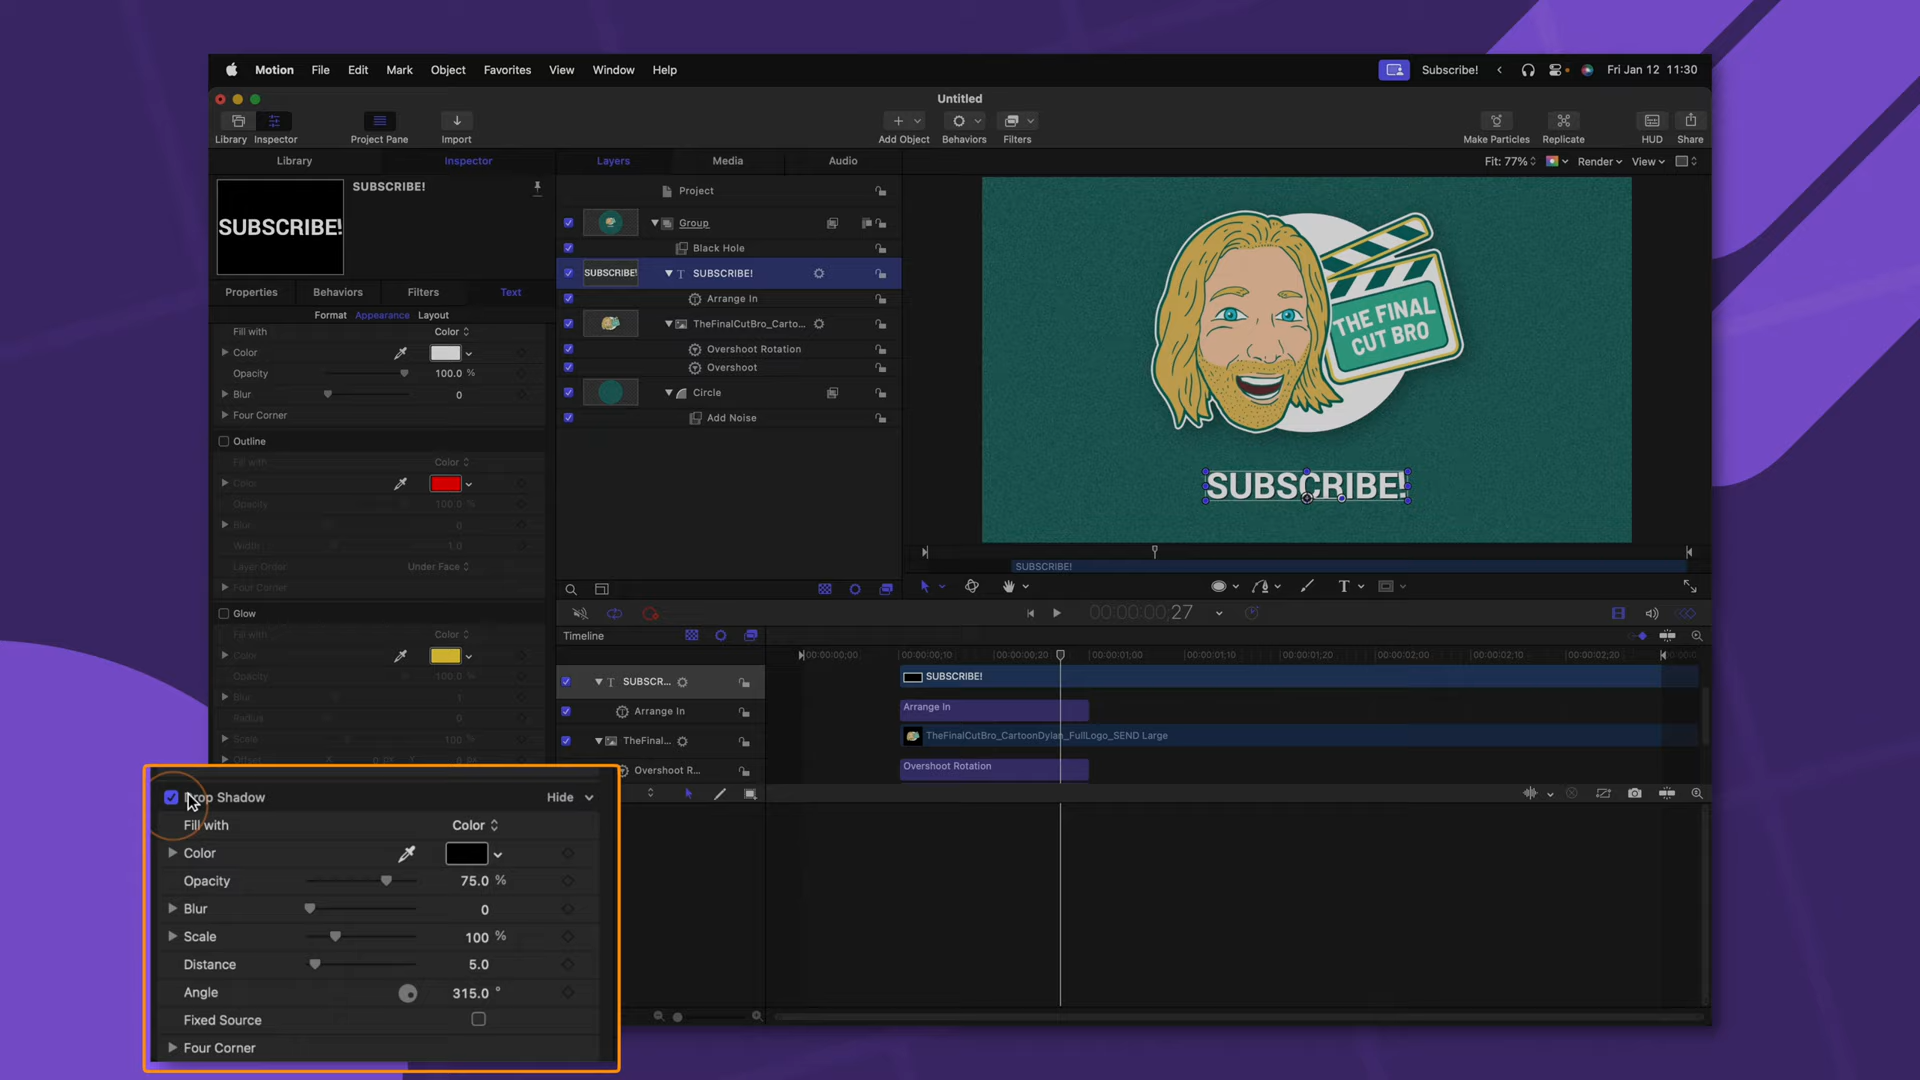 Motion File Edit Mark Object Favorites View Window Help Subscribe! Fri Jan 12 11:30
Untitled
Library Inspector Project Pane Import Add Object Behaviors Filters Make Particles Replicate HUD Share
Library Inspector Layers Media Audio Fit: 77% Render View
SUBSCRIBE!
SUBSCRIBE!
Properties Behaviors Filters Text
Format Appearance Layout
Fill with Color
Color
Opacity 100.0 %
Blur 0
Four Corner
Outline
Fill with Color
Color
Opacity 100.0 %
Blur 0
Width 1.0
Layer Order Under Face
Four Corner
Glow
Fill with Color
Color
Opacity 100.0 %
Blur 1
Radius 0
Scale 100 %
Offset X 0 px Y 0 px
Drop Shadow Hide
Fill with Color
Color
Opacity 75.0 %
Blur 0
Scale 100 %
Distance 5.0
Angle 315.0 °
Fixed Source
Four Corner
Project
Group
Black Hole
SUBSCRIBE! SUBSCRIBE!
Arrange In
TheFinalCutBro_Carto...
Overshoot Rotation
Overshoot
Circle
Add Noise
THE FINAL
CUT BRO
SUBSCRIBE!
SUBSCRIBE!
00:00:00;27
Timeline
00:00:00;00 00:00:00;10 00:00:00;20 00:00:01;00 00:00:01;10 00:00:01;20 00:00:02;00 00:00:02;10 00:00:02;20
SUBSCR... SUBSCRIBE!
Arrange In Arrange In
TheFinal... TheFinalCutBro_CartoonDylan_FullLogo_SEND Large
Overshoot R... Overshoot Rotation